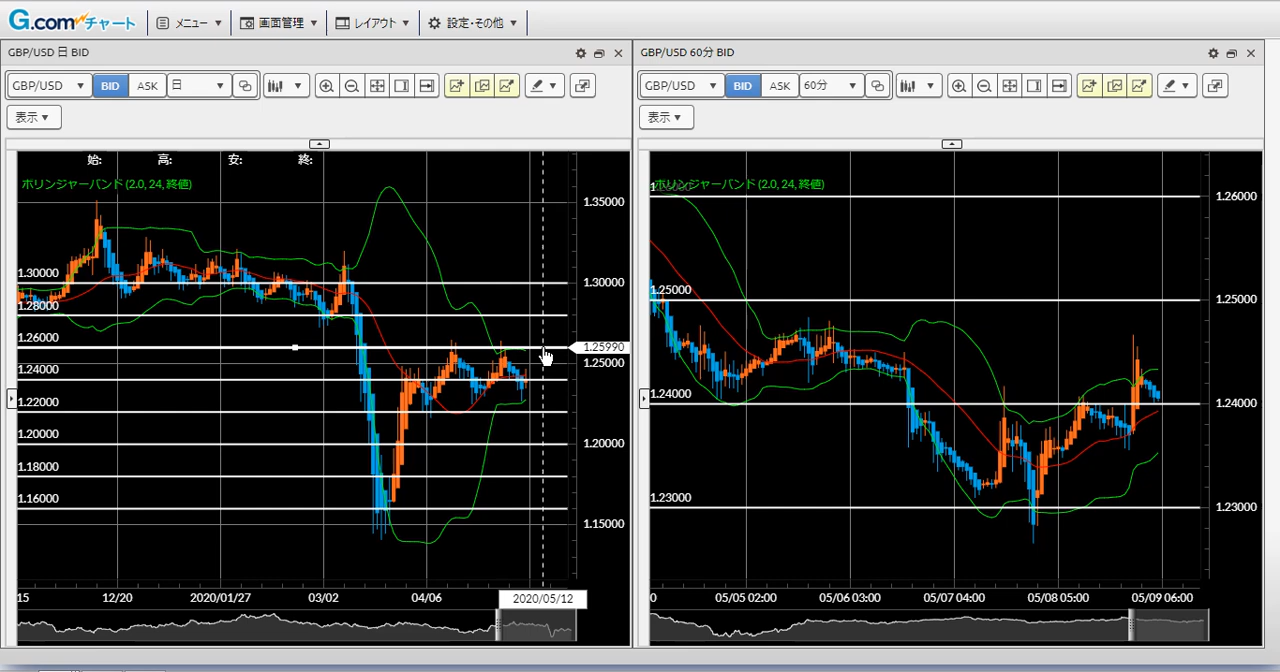 G.comチャート メニュー ▼ 画面管理 ▼ レイアウト ▼ 設定・その他 ▼
GBP/USD 日 BID
GBP/USD ▼ BID ASK 日 ▼
表示 ▼
始: 高: 安: 終:
ボリンジャーバンド (2.0, 24, 終値)
1.30000
1.28000
1.26000
1.24000
1.22000
1.20000
1.18000
1.16000
1.35000
1.30000
1.25990
1.25000
1.20000
1.15000
15 12/20 2020/01/27 03/02 04/06 2020/05/12
GBP/USD 60分 BID
GBP/USD ▼ BID ASK 60分 ▼
表示 ▼
ボリンジャーバンド (2.0, 24, 終値)
1.25000
1.24000
1.23000
1.26000
1.25000
1.24000
1.23000
0 05/05 02:00 05/06 03:00 05/07 04:00 05/08 05:00 05/09 06:00